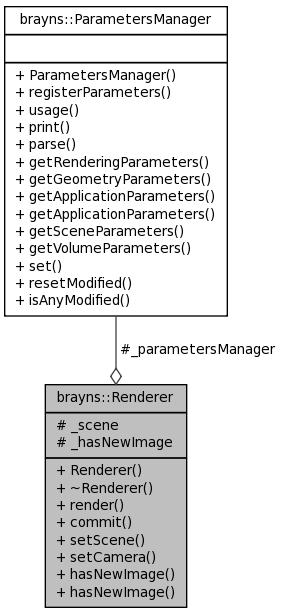 brayns::ParametersManager
+ ParametersManager()
+ registerParameters()
+ usage()
+ print()
+ parse()
+ getRenderingParameters()
+ getGeometryParameters()
+ getApplicationParameters()
+ getApplicationParameters()
+ getSceneParameters()
+ getVolumeParameters()
+ set()
+ resetModified()
+ isAnyModified()
#_parametersManager
brayns::Renderer
# _scene
# _hasNewImage
+ Renderer()
+ ~Renderer()
+ render()
+ commit()
+ setScene()
+ setCamera()
+ hasNewImage()
+ hasNewImage()